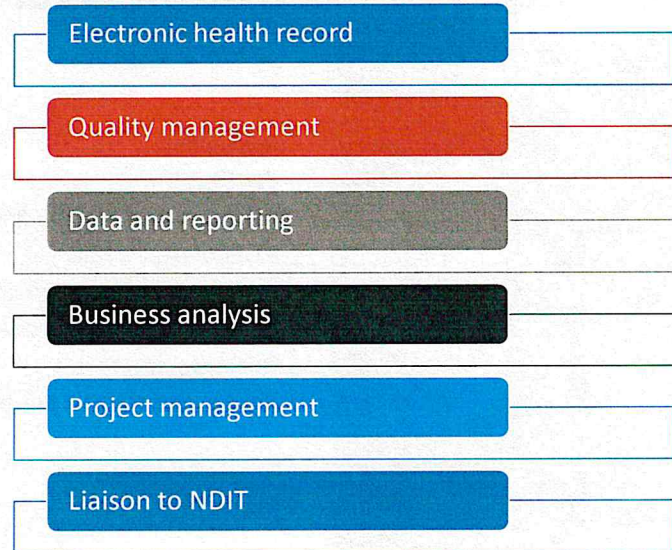 Electronic health record
Quality management
Data and reporting
Business analysis
Project management
Liaison to NDIT